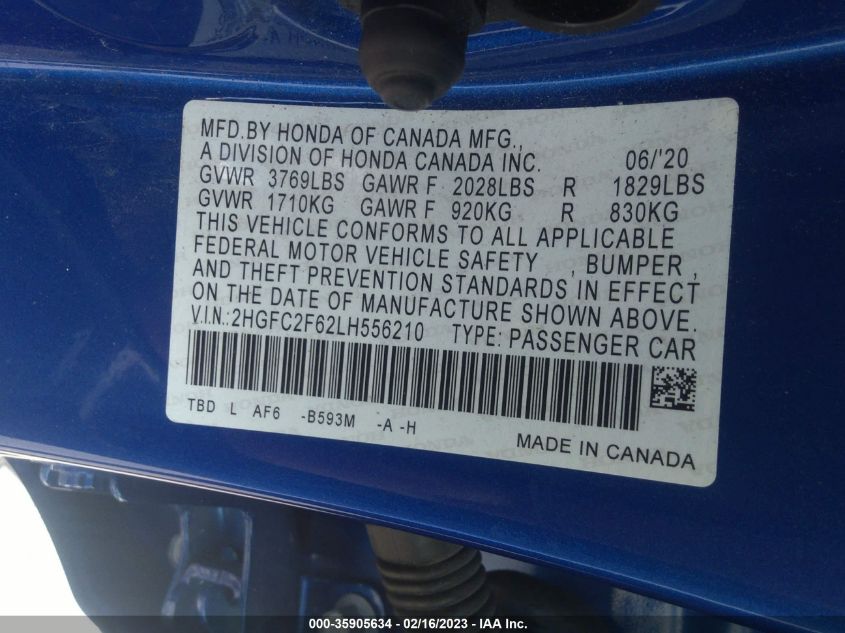 MFD.BY HONDA OF CANADA MFG.,
A DIVISION OF HONDA CANADA INC. 06/'20
GVWR 3769LBS GAWR F 2028LBS R 1829LBS
GVWR 1710KG GAWR F 920KG R 830KG
THIS VEHICLE CONFORMS TO ALL APPLICABLE
FEDERAL MOTOR VEHICLE SAFETY , BUMPER ,
AND THEFT PREVENTION STANDARDS IN EFFECT
ON THE DATE OF MANUFACTURE SHOWN ABOVE.
V.I.N.:2HGFC2F62LH556210 TYPE: PASSENGER CAR
TBD L AF6 -B593M -A -H
MADE IN CANADA
000-35905634 - 02/16/2023 - IAA Inc.